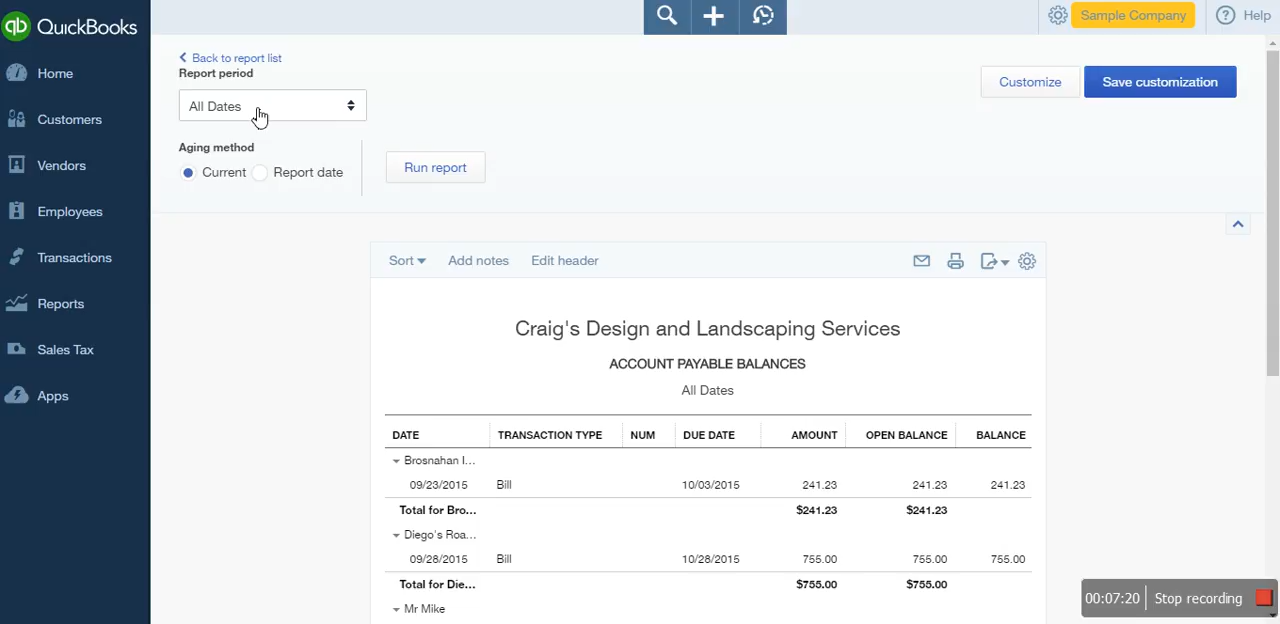 qb QuickBooks
Sample Company
Help
Home
Customers
Vendors
Employees
Transactions
Reports
Sales Tax
Apps
Back to report list
Report period
All Dates
Customize
Save customization
Aging method
Current
Report date
Run report
Sort
Add notes
Edit header
Craig's Design and Landscaping Services
ACCOUNT PAYABLE BALANCES
All Dates
DATE TRANSACTION TYPE NUM DUE DATE AMOUNT OPEN BALANCE BALANCE
Brosnahan I...
09/23/2015 Bill 10/03/2015 241.23 241.23 241.23
Total for Bro... $241.23 $241.23
Diego's Roa...
09/28/2015 Bill 10/28/2015 755.00 755.00 755.00
Total for Die... $755.00 $755.00
Mr Mike
00:07:20 Stop recording